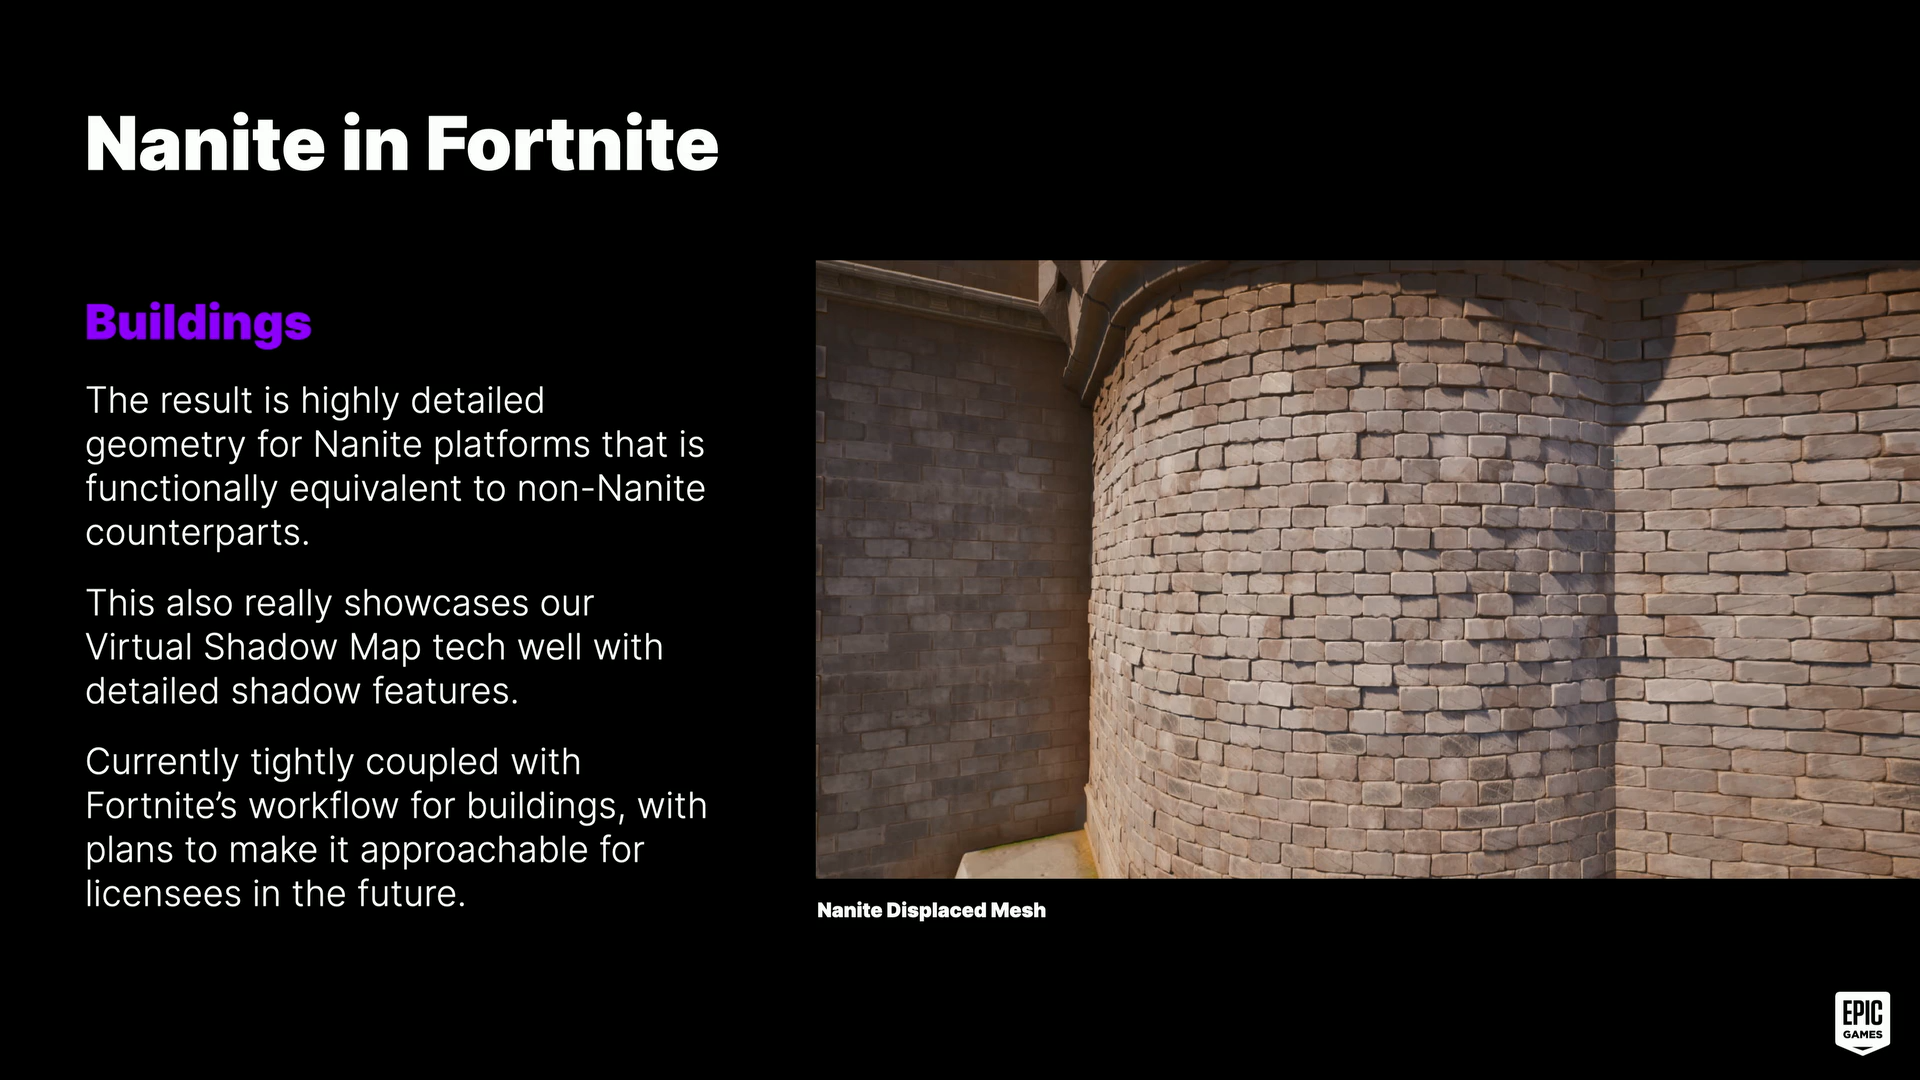 Nanite in Fortnite
Buildings
The result is highly detailed
geometry for Nanite platforms that is
functionally equivalent to non-Nanite
counterparts.
This also really showcases our
Virtual Shadow Map tech well with
detailed shadow features.
Currently tightly coupled with
Fortnite’s workflow for buildings, with
plans to make it approachable for
licensees in the future.
Nanite Displaced Mesh
EPIC
GAMES